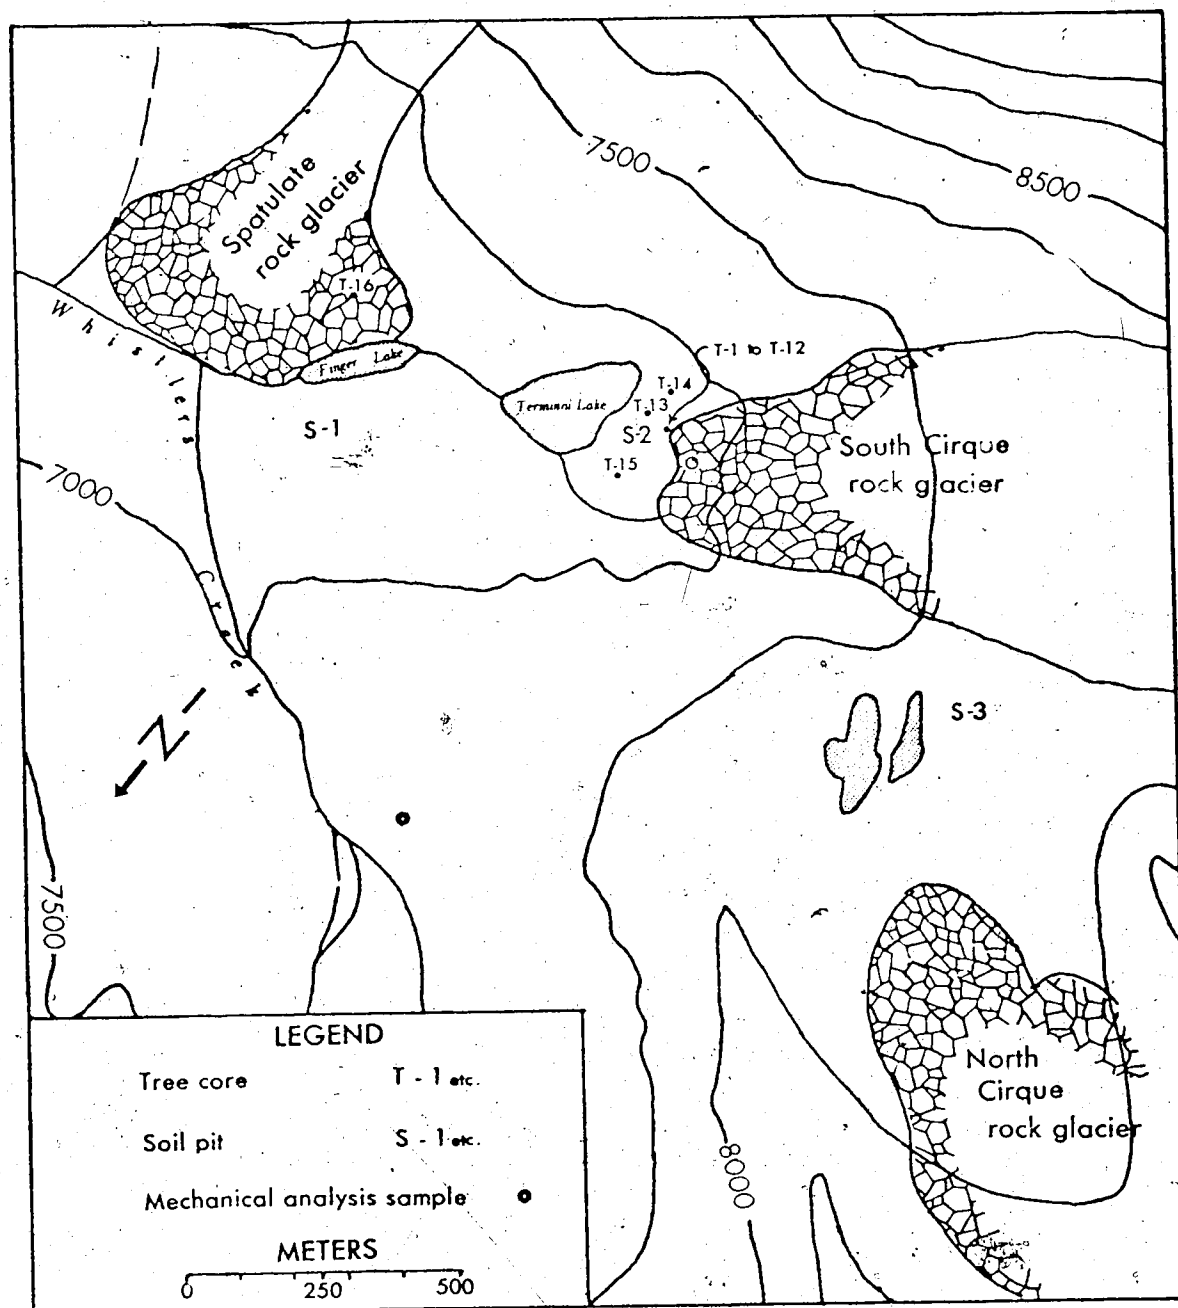 7500
8500
Spatulate
rock glacier
T-16
Whistlers
Finger Lake
T-1 to T-12
T-14
Terminni Lake
T-13
S-1
S-2
T-15
South Cirque
rock glacier
7000
Creek
N
S-3
7500
North
Cirque
rock glacier
8000
LEGEND
Tree core T - 1 etc.
Soil pit S - 1 etc.
Mechanical analysis sample
METERS
0 250 500